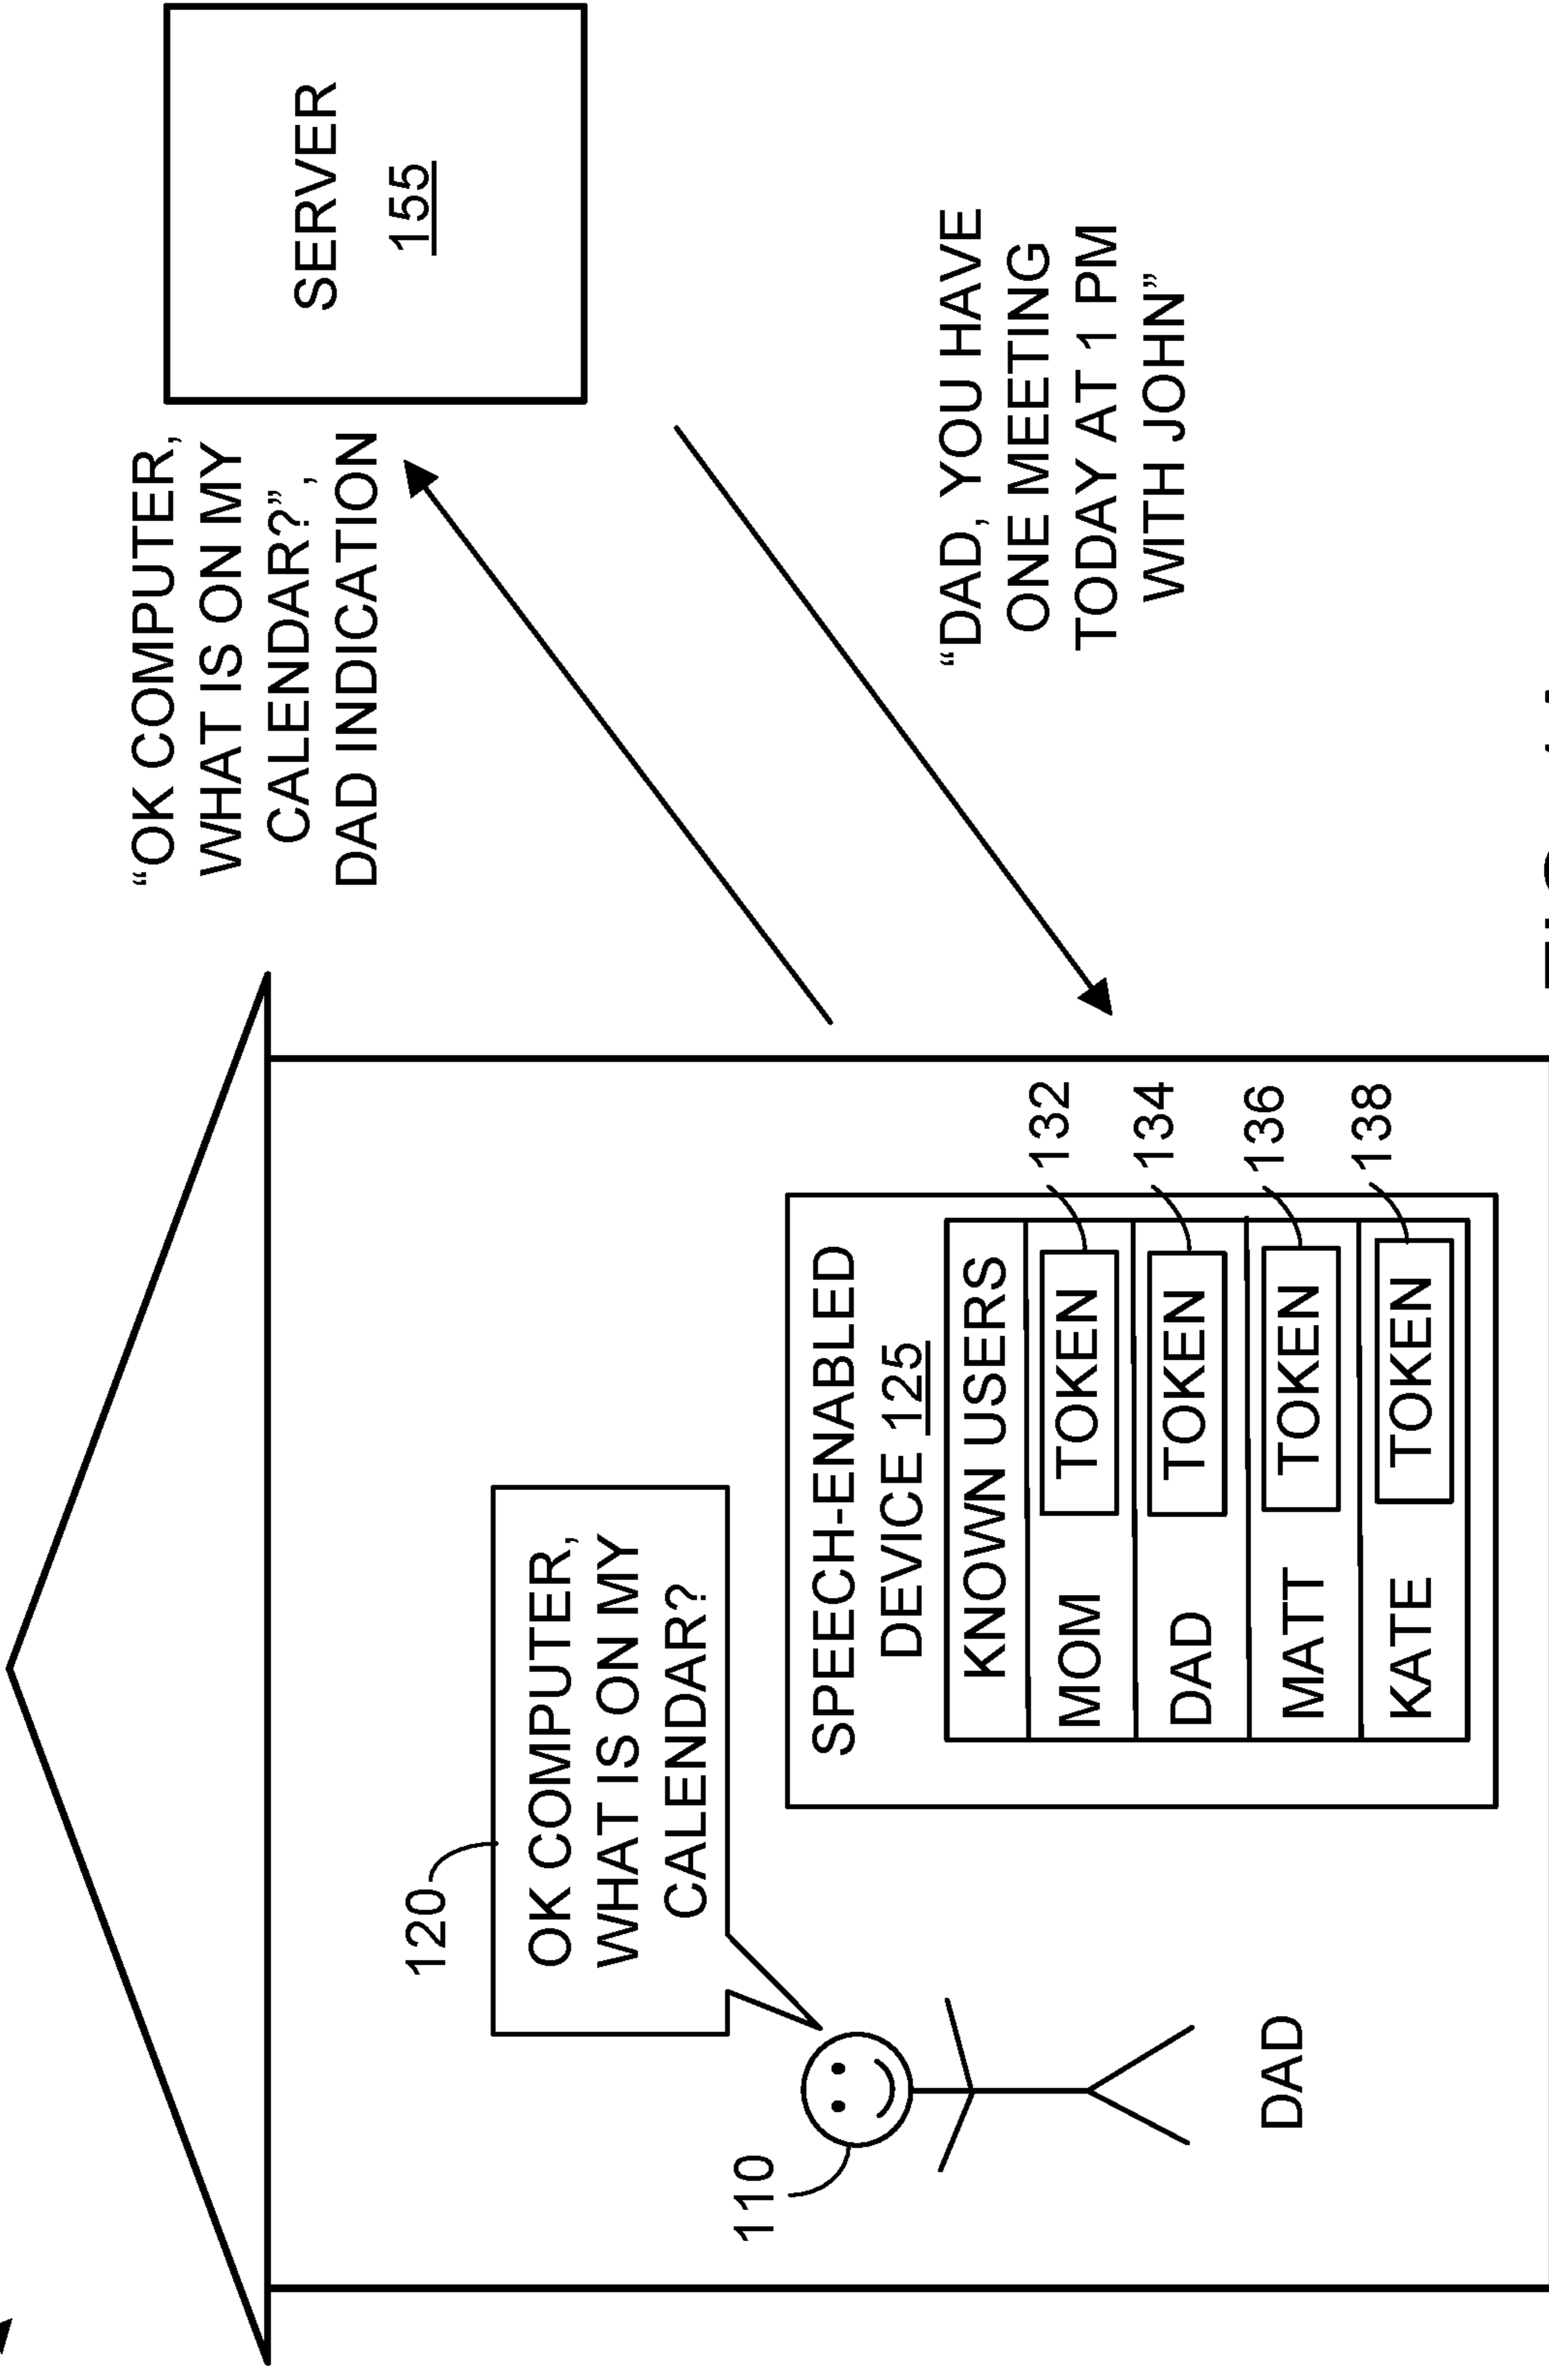 120
OK COMPUTER,
WHAT IS ON MY
CALENDAR?
110
DAD
SPEECH-ENABLED
DEVICE 125
KNOWN USERS
MOM TOKEN 132
DAD TOKEN 134
MATT TOKEN 136
KATE TOKEN 138
“OK COMPUTER,
WHAT IS ON MY
CALENDAR?”,
DAD INDICATION
SERVER
155
“DAD, YOU HAVE
ONE MEETING
TODAY AT 1 PM
WITH JOHN”